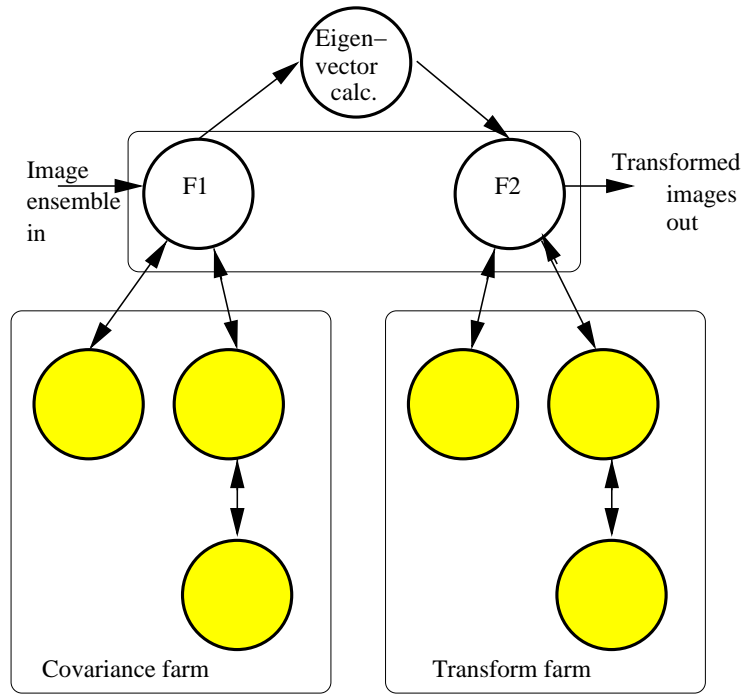 Eigen–
vector
calc.
Image
ensemble
in
F1
F2
Transformed
images
out
Covariance farm
Transform farm